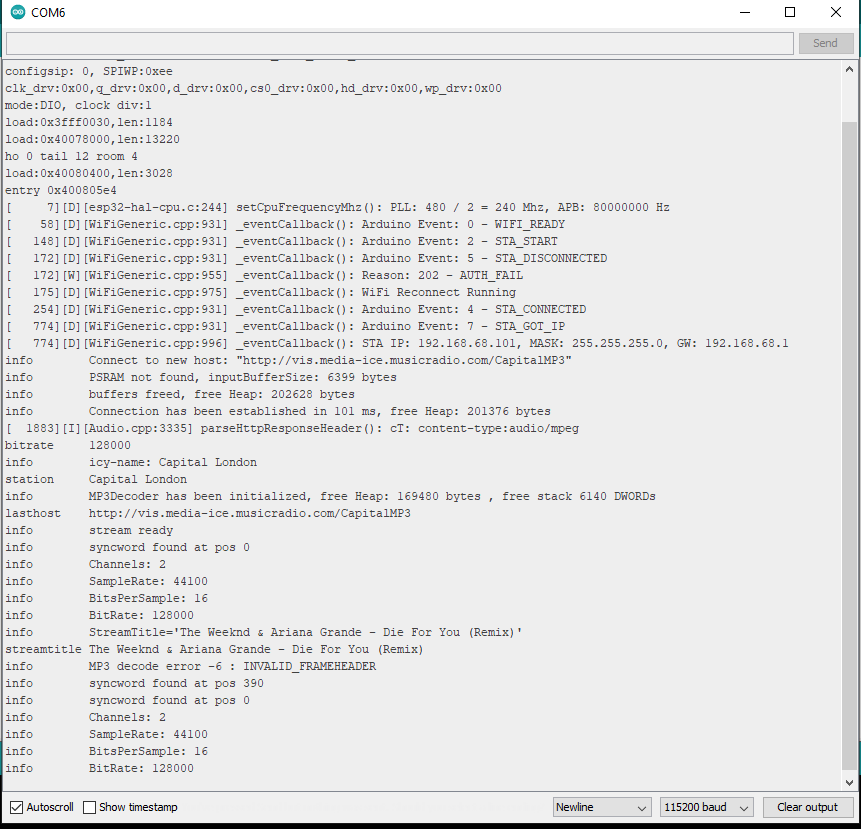 COM6
Send
configsip: 0, SPIWP:0xee
clk_drv:0x00,q_drv:0x00,d_drv:0x00,cs0_drv:0x00,hd_drv:0x00,wp_drv:0x00
mode:DIO, clock div:1
load:0x3fff0030,len:1184
load:0x40078000,len:13220
ho 0 tail 12 room 4
load:0x40080400,len:3028
entry 0x400805e4
[     7][D][esp32-hal-cpu.c:244] setCpuFrequencyMhz(): PLL: 480 / 2 = 240 Mhz, APB: 80000000 Hz
[    58][D][WiFiGeneric.cpp:931] _eventCallback(): Arduino Event: 0 - WIFI_READY
[   148][D][WiFiGeneric.cpp:931] _eventCallback(): Arduino Event: 2 - STA_START
[   172][D][WiFiGeneric.cpp:931] _eventCallback(): Arduino Event: 5 - STA_DISCONNECTED
[   172][W][WiFiGeneric.cpp:955] _eventCallback(): Reason: 202 - AUTH_FAIL
[   175][D][WiFiGeneric.cpp:975] _eventCallback(): WiFi Reconnect Running
[   254][D][WiFiGeneric.cpp:931] _eventCallback(): Arduino Event: 4 - STA_CONNECTED
[   774][D][WiFiGeneric.cpp:931] _eventCallback(): Arduino Event: 7 - STA_GOT_IP
[   774][D][WiFiGeneric.cpp:996] _eventCallback(): STA IP: 192.168.68.101, MASK: 255.255.255.0, GW: 192.168.68.1
info        Connect to new host: "http://vis.media-ice.musicradio.com/CapitalMP3"
info        PSRAM not found, inputBufferSize: 6399 bytes
info        buffers freed, free Heap: 202628 bytes
info        Connection has been established in 101 ms, free Heap: 201376 bytes
[  1883][I][Audio.cpp:3335] parseHttpResponseHeader(): cT: content-type:audio/mpeg
bitrate     128000
info        icy-name: Capital London
station     Capital London
info        MP3Decoder has been initialized, free Heap: 169480 bytes , free stack 6140 DWORDs
lasthost    http://vis.media-ice.musicradio.com/CapitalMP3
info        stream ready
info        syncword found at pos 0
info        Channels: 2
info        SampleRate: 44100
info        BitsPerSample: 16
info        BitRate: 128000
info        StreamTitle='The Weeknd & Ariana Grande - Die For You (Remix)'
streamtitle The Weeknd & Ariana Grande - Die For You (Remix)
info        MP3 decode error -6 : INVALID_FRAMEHEADER
info        syncword found at pos 390
info        syncword found at pos 0
info        Channels: 2
info        SampleRate: 44100
info        BitsPerSample: 16
info        BitRate: 128000
Autoscroll Show timestamp Newline 115200 baud Clear output